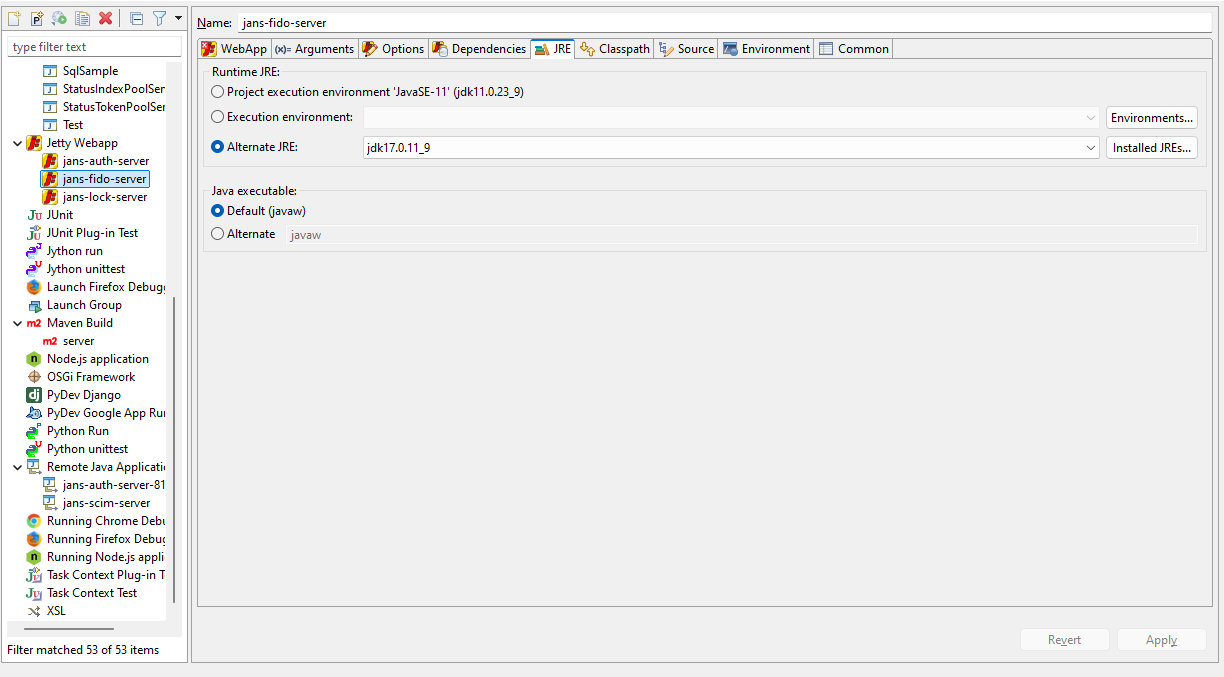 type filter text
SqlSample
StatusIndexPoolSer
StatusTokenPoolSer
Test
Jetty Webapp
jans-auth-server
jans-fido-server
jans-lock-server
JUnit
JUnit Plug-in Test
Jython run
Jython unittest
Launch Firefox Debug
Launch Group
Maven Build
server
Node.js application
OSGi Framework
PyDev Django
PyDev Google App Ru
Python Run
Python unittest
Remote Java Applicati
jans-auth-server-81
jans-scim-server
Running Chrome Deb
Running Firefox Debug
Running Node.js appli
Task Context Plug-in T
Task Context Test
XSL
Filter matched 53 of 53 items
Name: jans-fido-server
WebApp (x)= Arguments Options Dependencies JRE Classpath Source Environment Common
Runtime JRE:
Project execution environment 'JavaSE-11' (jdk11.0.23_9)
Execution environment: Environments...
Alternate JRE: jdk17.0.11_9 Installed JREs...
Java executable:
Default (javaw)
Alternate javaw
Revert Apply